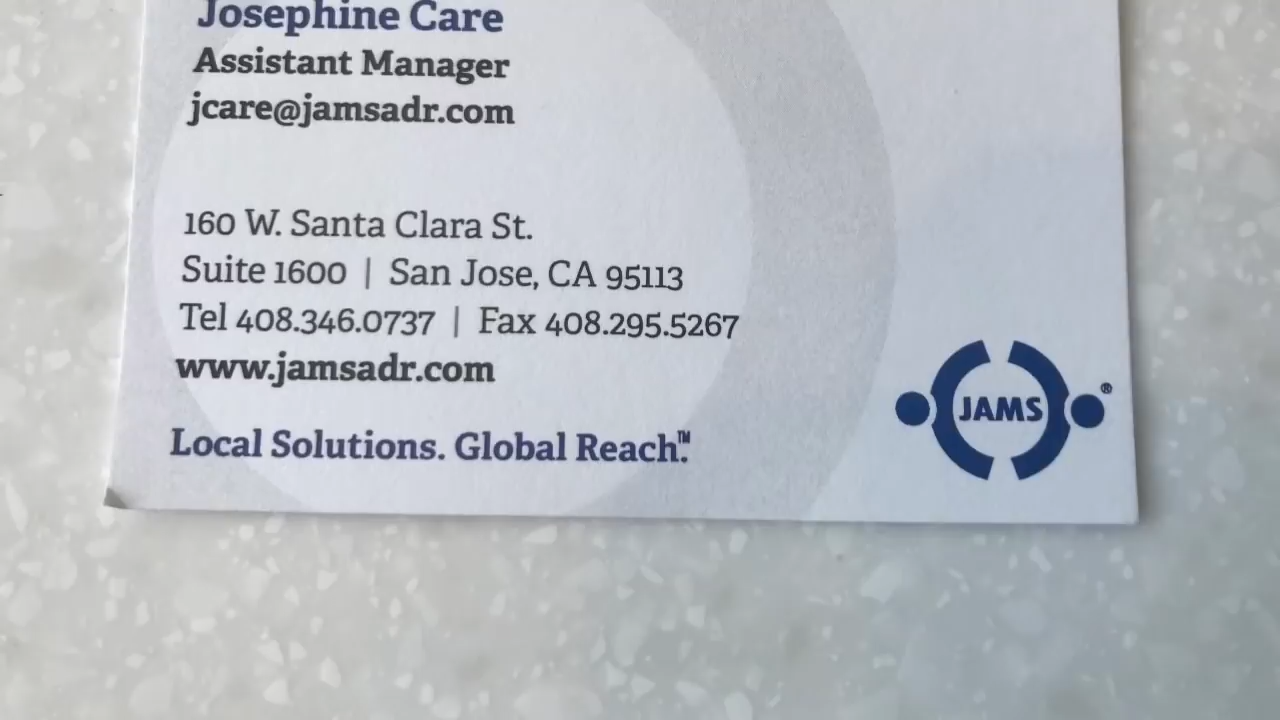 Josephine Care
Assistant Manager
jcare@jamsadr.com
160 W. Santa Clara St.
Suite 1600 | San Jose, CA 95113
Tel 408.346.0737 | Fax 408.295.5267
www.jamsadr.com
Local Solutions. Global Reach.™
JAMS®